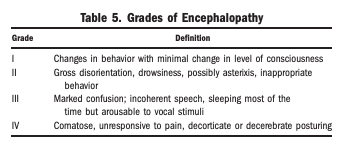 Table 5. Grades of Encephalopathy
Grade Definition
I Changes in behavior with minimal change in level of consciousness
II Gross disorientation, drowsiness, possibly asterixis, inappropriate
behavior
III Marked confusion; incoherent speech, sleeping most of the
time but arousable to vocal stimuli
IV Comatose, unresponsive to pain, decorticate or decerebrate posturing